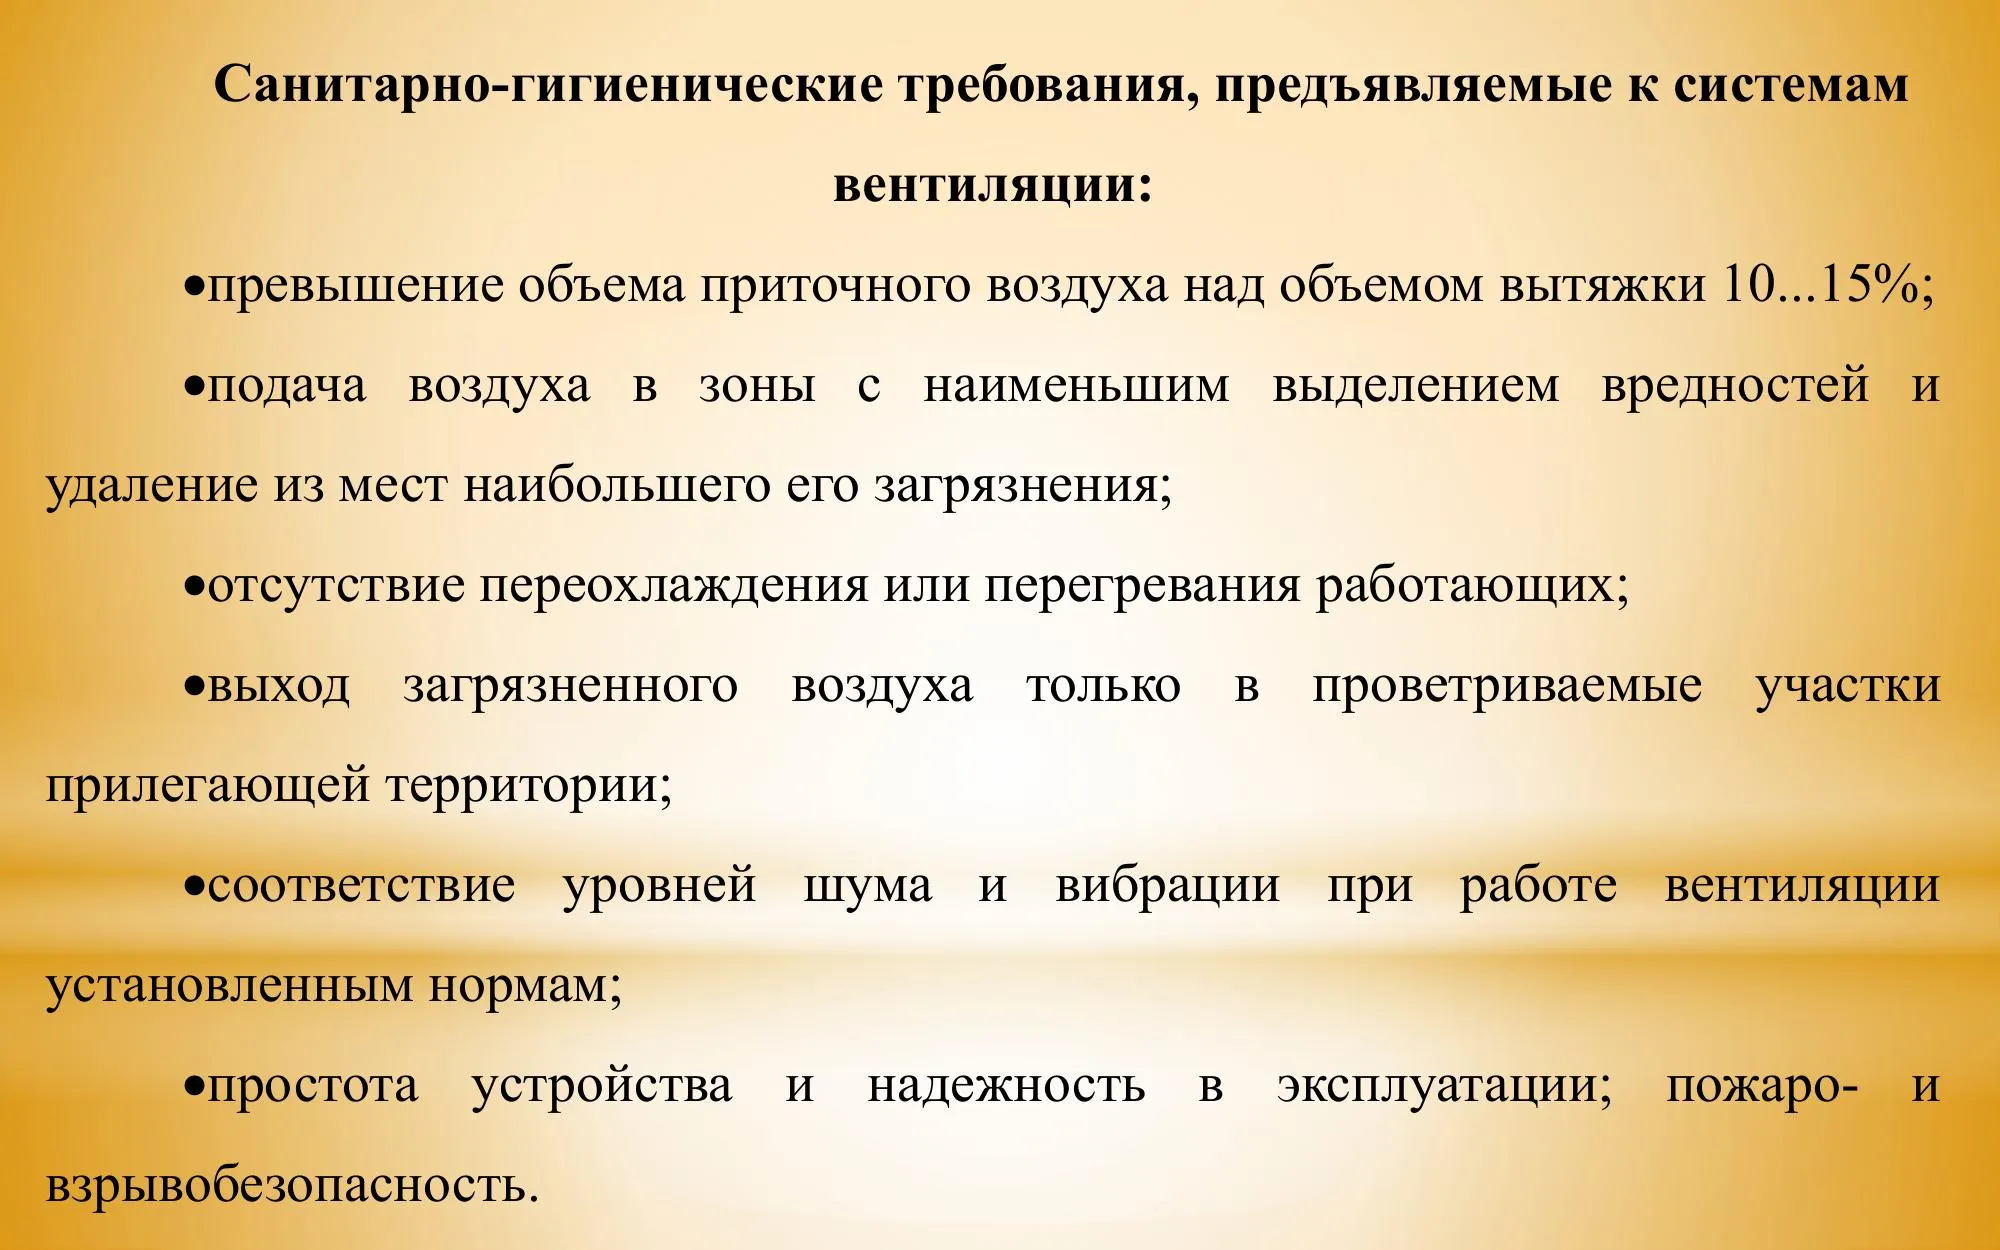 Санитарно-гигиенические требования, предъявляемые к системам
вентиляции:
•превышение объема приточного воздуха над объемом вытяжки 10...15%;
•подача воздуха в зоны с наименьшим выделением вредностей и
удаление из мест наибольшего его загрязнения;
•отсутствие переохлаждения или перегревания работающих;
•выход загрязненного воздуха только в проветриваемые участки
прилегающей территории;
•соответствие уровней шума и вибрации при работе вентиляции
установленным нормам;
•простота устройства и надежность в эксплуатации; пожаро- и
взрывобезопасность.